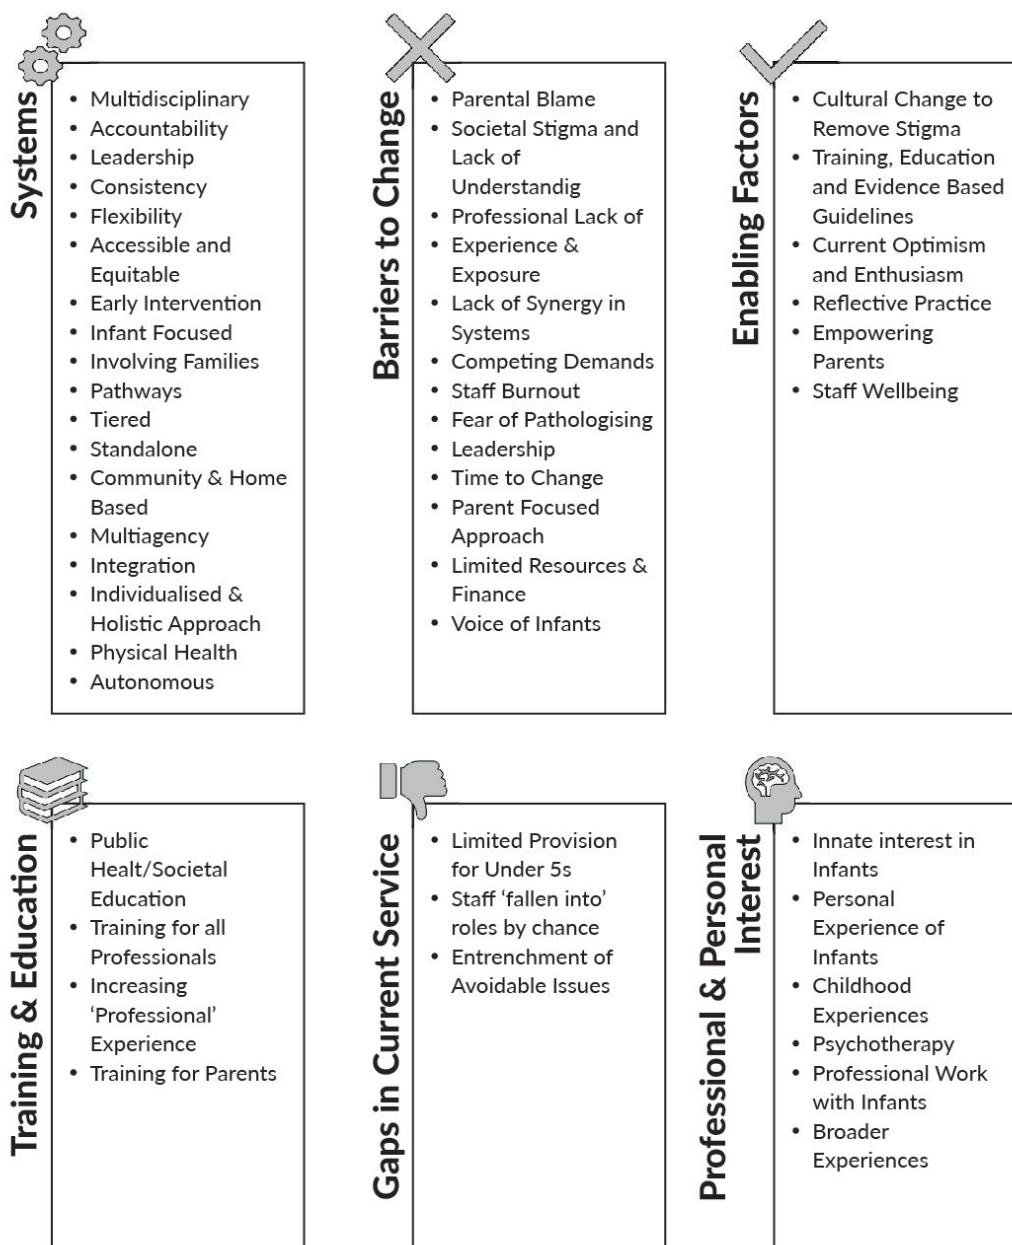 Systems
• Multidisciplinary
• Accountability
• Leadership
• Consistency
• Flexibility
• Accessible and
Equitable
• Early Intervention
• Infant Focused
• Involving Families
• Pathways
• Tiered
• Standalone
• Community & Home
Based
• Multiagency
• Integration
• Individualised &
Holistic Approach
• Physical Health
• Autonomous
Barriers to Change
• Parental Blame
• Societal Stigma and
Lack of
Understandig
• Professional Lack of
• Experience &
Exposure
• Lack of Synergy in
Systems
• Competing Demands
• Staff Burnout
• Fear of Pathologising
• Leadership
• Time to Change
• Parent Focused
Approach
• Limited Resources &
Finance
• Voice of Infants
Enabling Factors
• Cultural Change to
Remove Stigma
• Training, Education
and Evidence Based
Guidelines
• Current Optimism
and Enthusiasm
• Reflective Practice
• Empowering
Parents
• Staff Wellbeing
Training & Education
• Public
Healt/Societal
Education
• Training for all
Professionals
• Increasing
‘Professional’
Experience
• Training for Parents
Gaps in Current Service
• Limited Provision
for Under 5s
• Staff ‘fallen into’
roles by chance
• Entrenchment of
Avoidable Issues
Professional & Personal
Interest
• Innate interest in
Infants
• Personal
Experience of
Infants
• Childhood
Experiences
• Psychotherapy
• Professional Work
with Infants
• Broader
Experiences